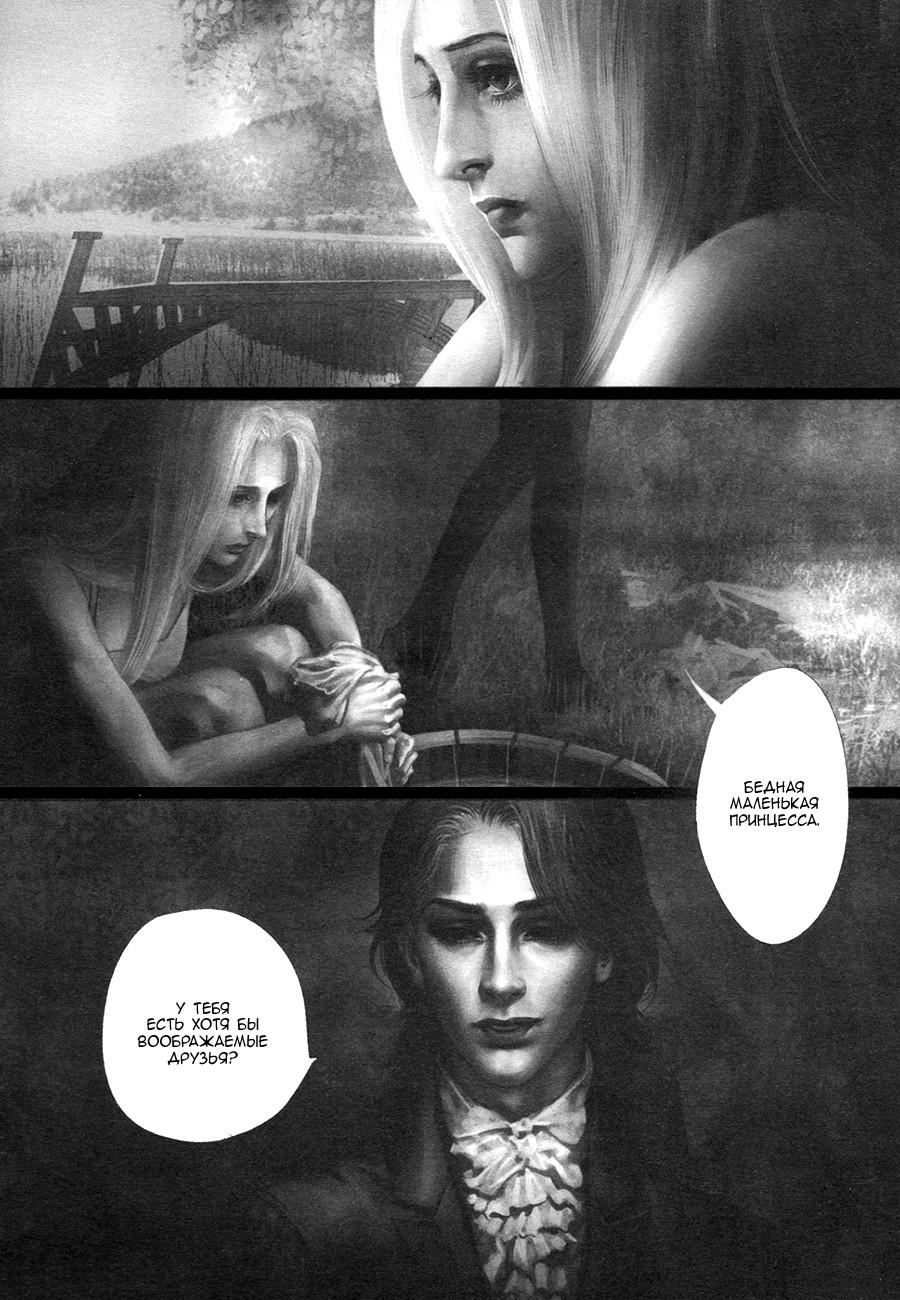 БЕДНАЯ
МАЛЕНЬКАЯ
ПРИНЦЕССА.
У ТЕБЯ
ЕСТЬ ХОТЯ БЫ
ВООБРАЖАЕМЫЕ
ДРУЗЬЯ?